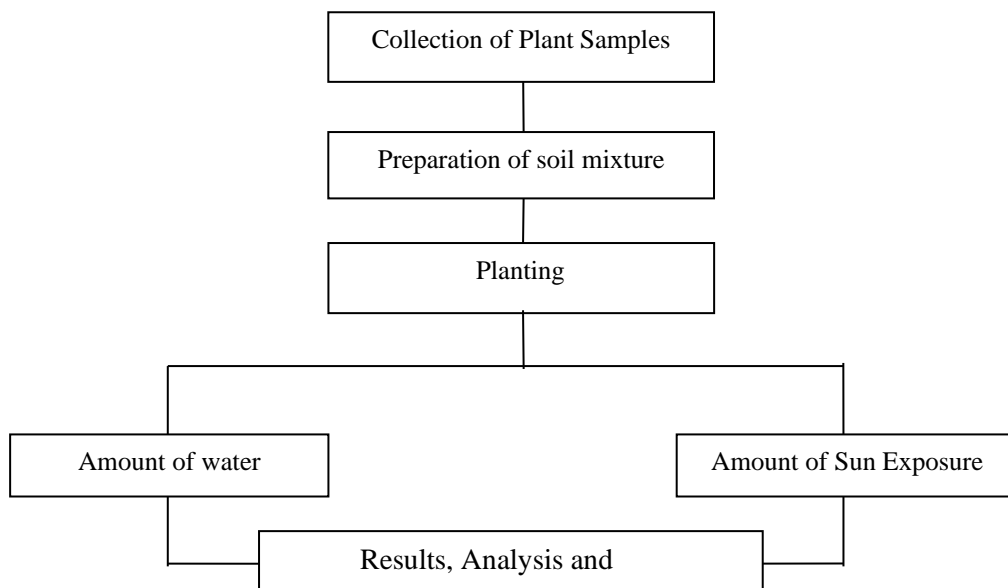 Collection of Plant Samples
Preparation of soil mixture
Planting
Amount of water
Amount of Sun Exposure
Results, Analysis and